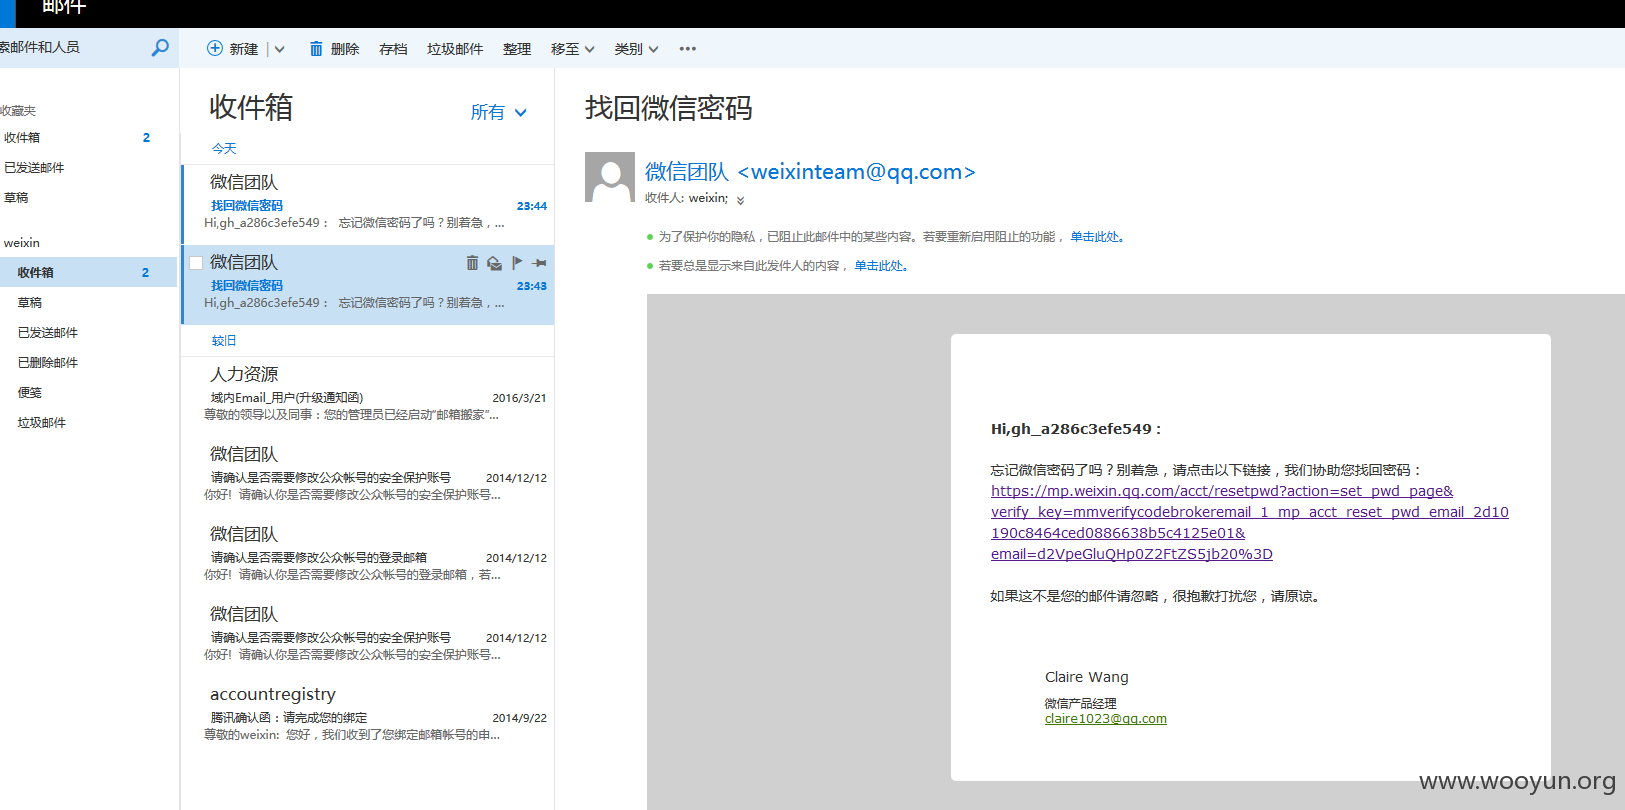 邮件
索邮件和人员
新建
删除
存档
垃圾邮件
整理
移至
类别
收藏夹
收件箱 2
已发送邮件
草稿
weixin
收件箱 2
草稿
已发送邮件
已删除邮件
便笺
垃圾邮件
收件箱
所有
今天
微信团队
找回微信密码 23:44
Hi,gh_a286c3efe549： 忘记微信密码了吗？别着急，...
微信团队
找回微信密码 23:43
Hi,gh_a286c3efe549： 忘记微信密码了吗？别着急，...
较旧
人力资源
域内Email_用户(升级通知函) 2016/3/21
尊敬的领导以及同事：您的管理员已经启动“邮箱搬家”...
微信团队
请确认是否需要修改公众帐号的安全保护账号 2014/12/12
你好! 请确认你是否需要修改公众帐号的安全保护账号...
微信团队
请确认你是否需要修改公众帐号的登录邮箱 2014/12/12
你好! 请确认你是否需要修改公众帐号的登录邮箱，若...
微信团队
请确认是否需要修改公众帐号的安全保护账号 2014/12/12
你好! 请确认你是否需要修改公众帐号的安全保护账号...
accountregistry
腾讯确认函：请完成您的绑定 2014/9/22
尊敬的weixin: 您好，我们收到了您绑定邮箱帐号的申...
找回微信密码
微信团队 <weixinteam@qq.com>
收件人: weixin;
为了保护你的隐私，已阻止此邮件中的某些内容。若要重新启用阻止的功能， 单击此处。
若要总是显示来自此发件人的内容， 单击此处。
Hi,gh_a286c3efe549：
忘记微信密码了吗？别着急，请点击以下链接，我们协助您找回密码：
https://mp.weixin.qq.com/acct/resetpwd?action=set_pwd_page&
verify_key=mmverifycodebrokeremail_1_mp_acct_reset_pwd_email_2d10
190c8464ced0886638b5c4125e01&
email=d2VpeGluQHp0Z2FtZS5jb20%3D
如果这不是您的邮件请忽略，很抱歉打扰您，请原谅。
Claire Wang
微信产品经理
claire1023@qq.com
www.wooyun.org